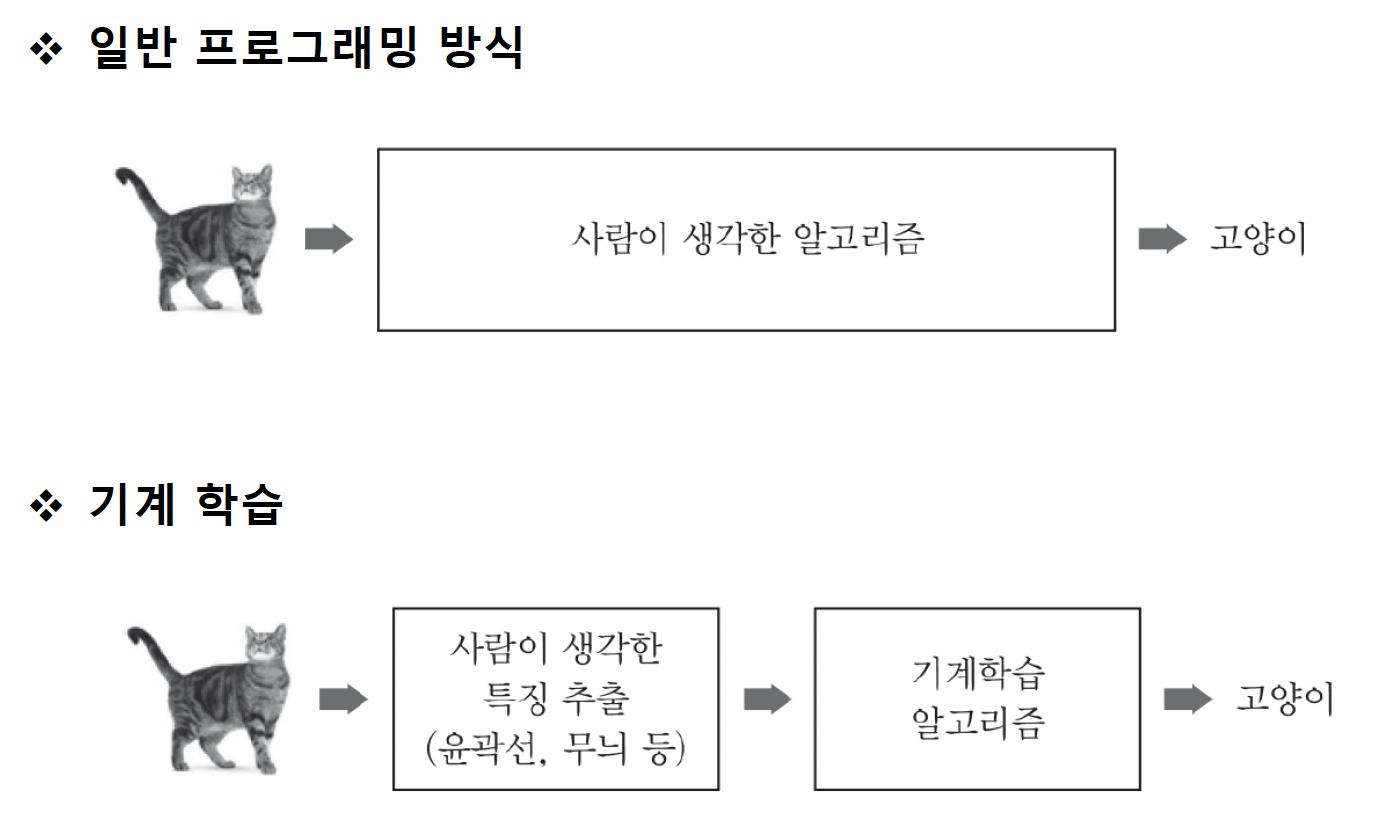 ❖ 일반 프로그래밍 방식
사람이 생각한 알고리즘
고양이
❖ 기계 학습
사람이 생각한
특징 추출
(윤곽선, 무늬 등)
기계학습
알고리즘
고양이